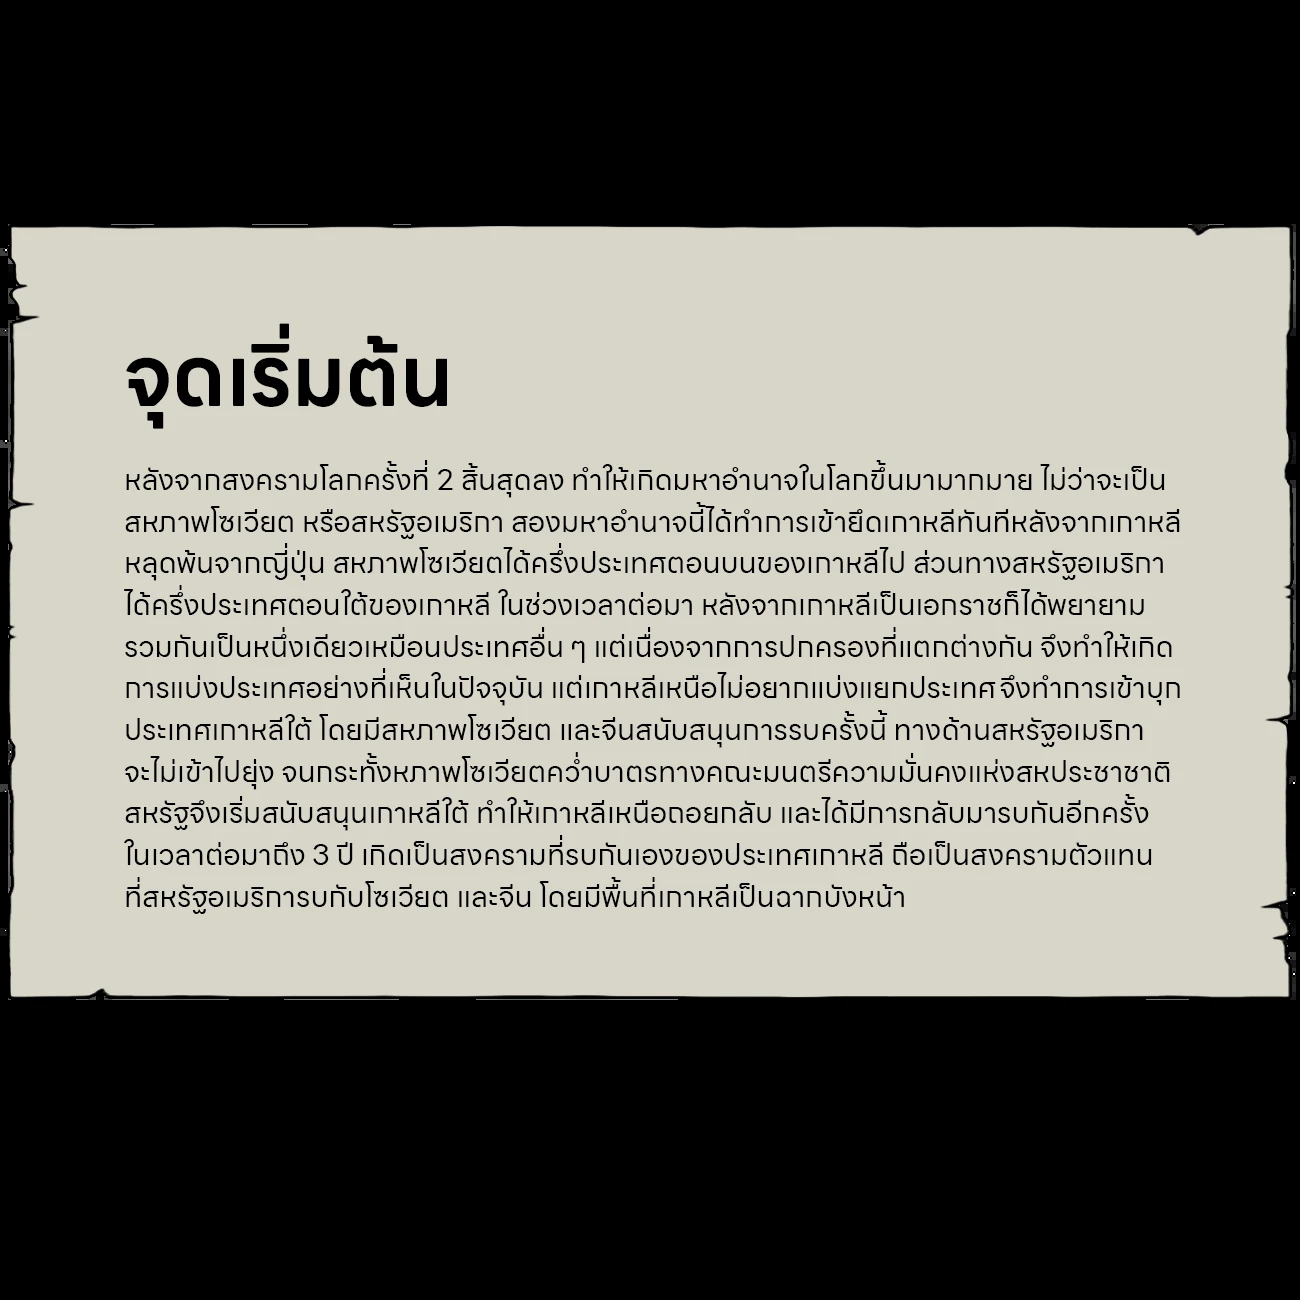 จุดเริ่มต้น
หลังจากสงครามโลกครั้งที่ 2 สิ้นสุดลง ทำให้เกิดมหาอำนาจในโลกขึ้นมามากมาย ไม่ว่าจะเป็น
สหภาพโซเวียต หรือสหรัฐอเมริกา สองมหาอำนาจนี้ได้ทำการเข้ายึดเกาหลีทันทีหลังจากเกาหลี
หลุดพ้นจากญี่ปุ่น สหภาพโซเวียตได้ครึ่งประเทศตอนบนของเกาหลีไป ส่วนทางสหรัฐอเมริกา
ได้ครึ่งประเทศตอนใต้ของเกาหลี ในช่วงเวลาต่อมา หลังจากเกาหลีเป็นเอกราชก็ได้พยายาม
รวมกันเป็นหนึ่งเดียวเหมือนประเทศอื่น ๆ แต่เนื่องจากการปกครองที่แตกต่างกัน จึงทำให้เกิด
การแบ่งประเทศอย่างที่เห็นในปัจจุบัน แต่เกาหลีเหนือไม่อยากแบ่งแยกประเทศ จึงทำการเข้าบุก
ประเทศเกาหลีใต้ โดยมีสหภาพโซเวียต และจีนสนับสนุนการรบครั้งนี้ ทางด้านสหรัฐอเมริกา
จะไม่เข้าไปยุ่ง จนกระทั้งหภาพโซเวียตคว่ำบาตรทางคณะมนตรีความมั่นคงแห่งสหประชาชาติ
สหรัฐจึงเริ่มสนับสนุนเกาหลีใต้ ทำให้เกาหลีเหนือถอยกลับ และได้มีการกลับมารบกันอีกครั้ง
ในเวลาต่อมาถึง 3 ปี เกิดเป็นสงครามที่รบกันเองของประเทศเกาหลี ถือเป็นสงครามตัวแทน
ที่สหรัฐอเมริการบกับโซเวียต และจีน โดยมีพื้นที่เกาหลีเป็นฉากบังหน้า